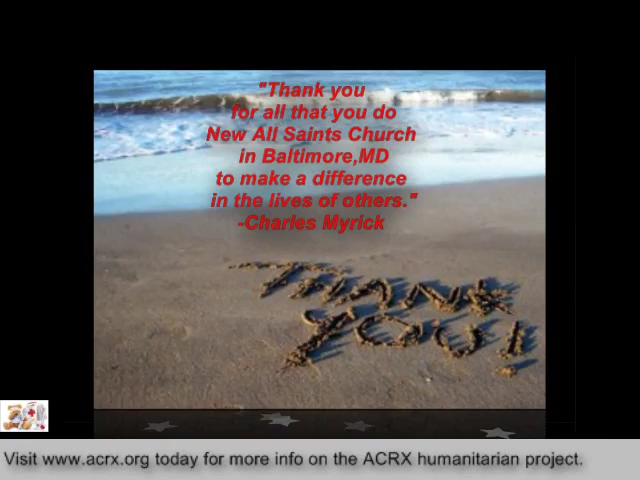 "Thank you
for all that you do
New All Saints Church
in Baltimore,MD
to make a difference
in the lives of others."
-Charles Myrick
THANK
YOU!
Visit www.acrx.org today for more info on the ACRX humanitarian project.